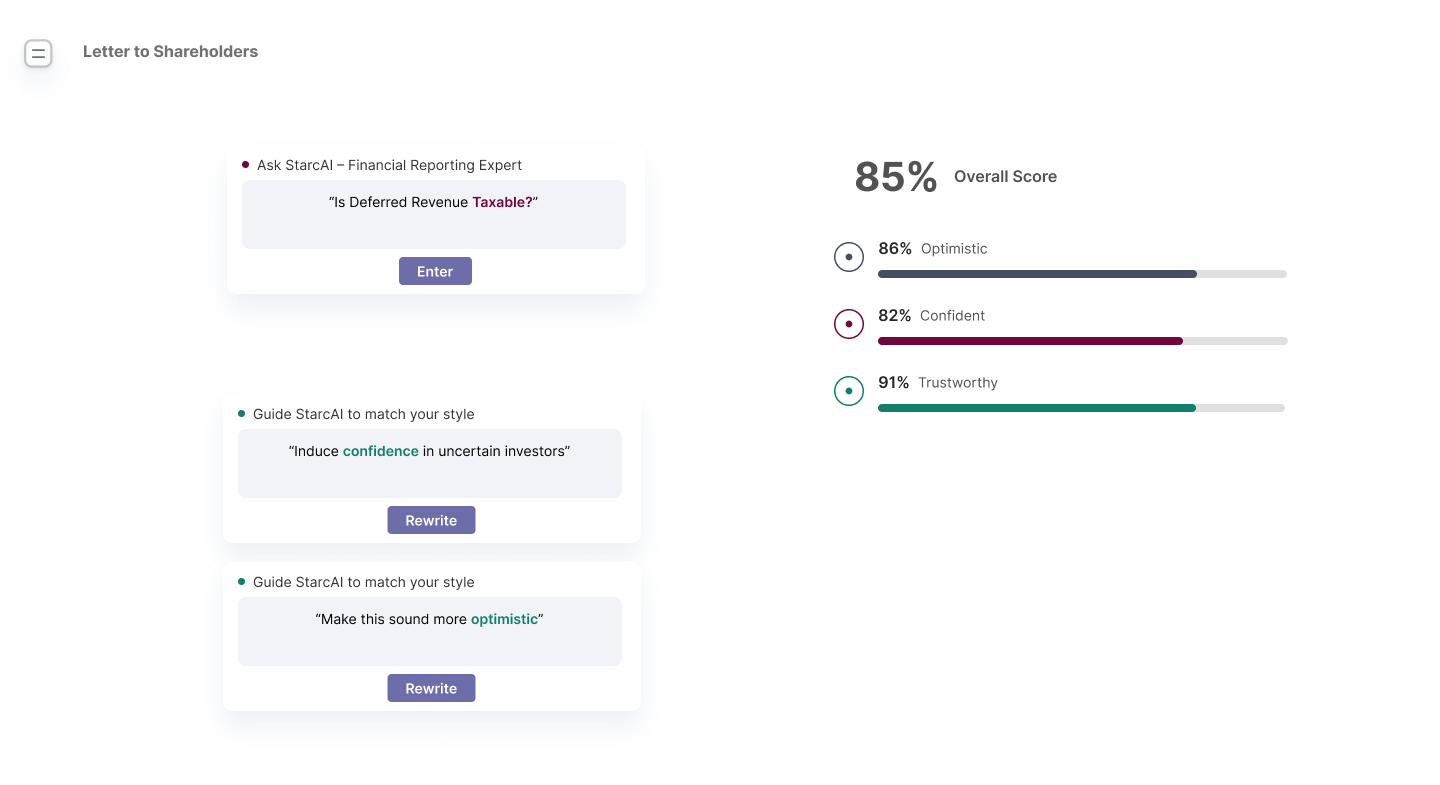 Letter to Shareholders
Ask StarcAI – Financial Reporting Expert
“Is Deferred Revenue Taxable?”
Enter
Guide StarcAI to match your style
“Induce confidence in uncertain investors”
Rewrite
Guide StarcAI to match your style
“Make this sound more optimistic”
Rewrite
85% Overall Score
86% Optimistic
82% Confident
91% Trustworthy